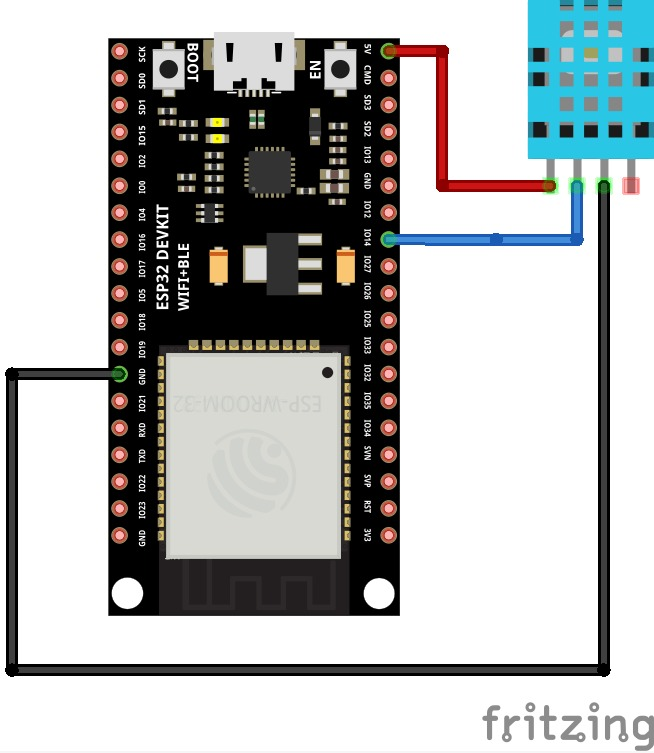 BOOT
EN
SCK
SD0
SD1
IO15
IO2
IO0
IO4
IO16
IO17
IO5
IO18
IO19
GND
IO21
RXD
TXD
IO22
IO23
GND
5V
CMD
SD3
SD2
IO13
GND
IO12
IO14
IO27
IO26
IO25
IO33
IO32
IO35
IO34
SVN
SVP
RST
3V3
ESP32 DEVKIT
WIFI+BLE
ESP-WROOM-32
fritzing